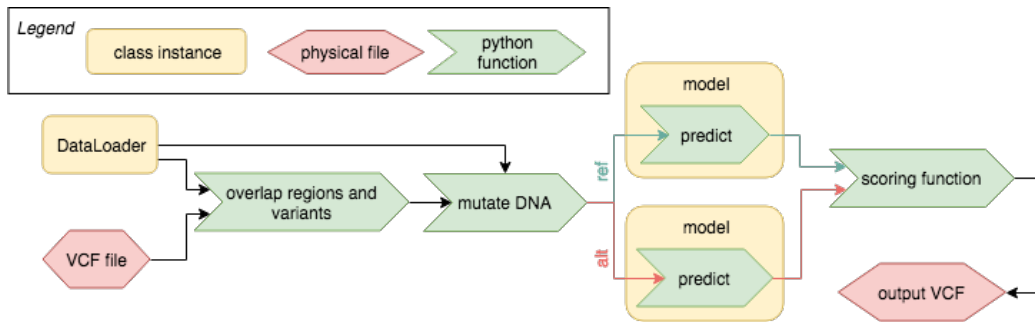 Legend
class instance
physical file
python
function
DataLoader
VCF file
overlap regions and
variants
mutate DNA
ref
alt
model
predict
model
predict
scoring function
output VCF